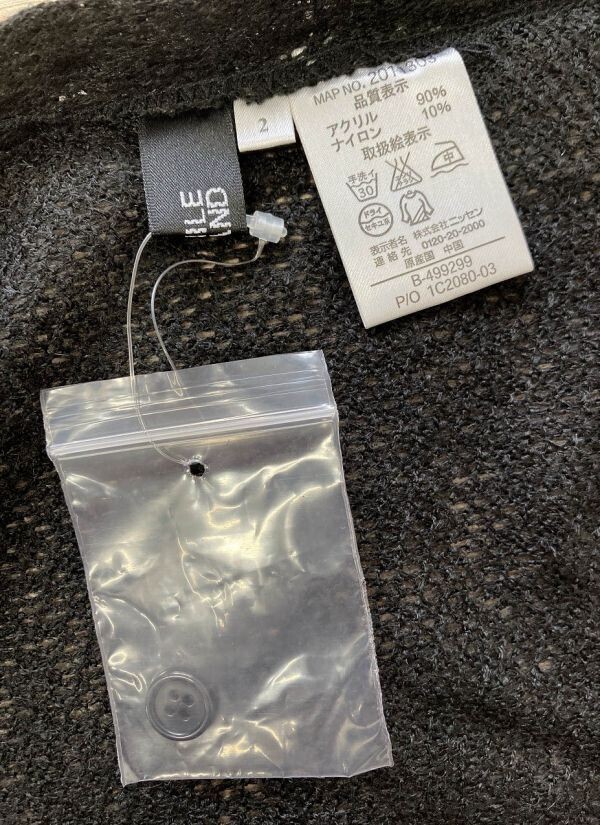 MAP NO.
品質表示
アクリル 90%
ナイロン 10%
取扱絵表示
手洗イ
30
中
ドライ
セキユ系
表示者名 株式会社ニッセン
連絡先 0120-20-2000
原産国 中国
B-499299
P/O 1C2080-03
2